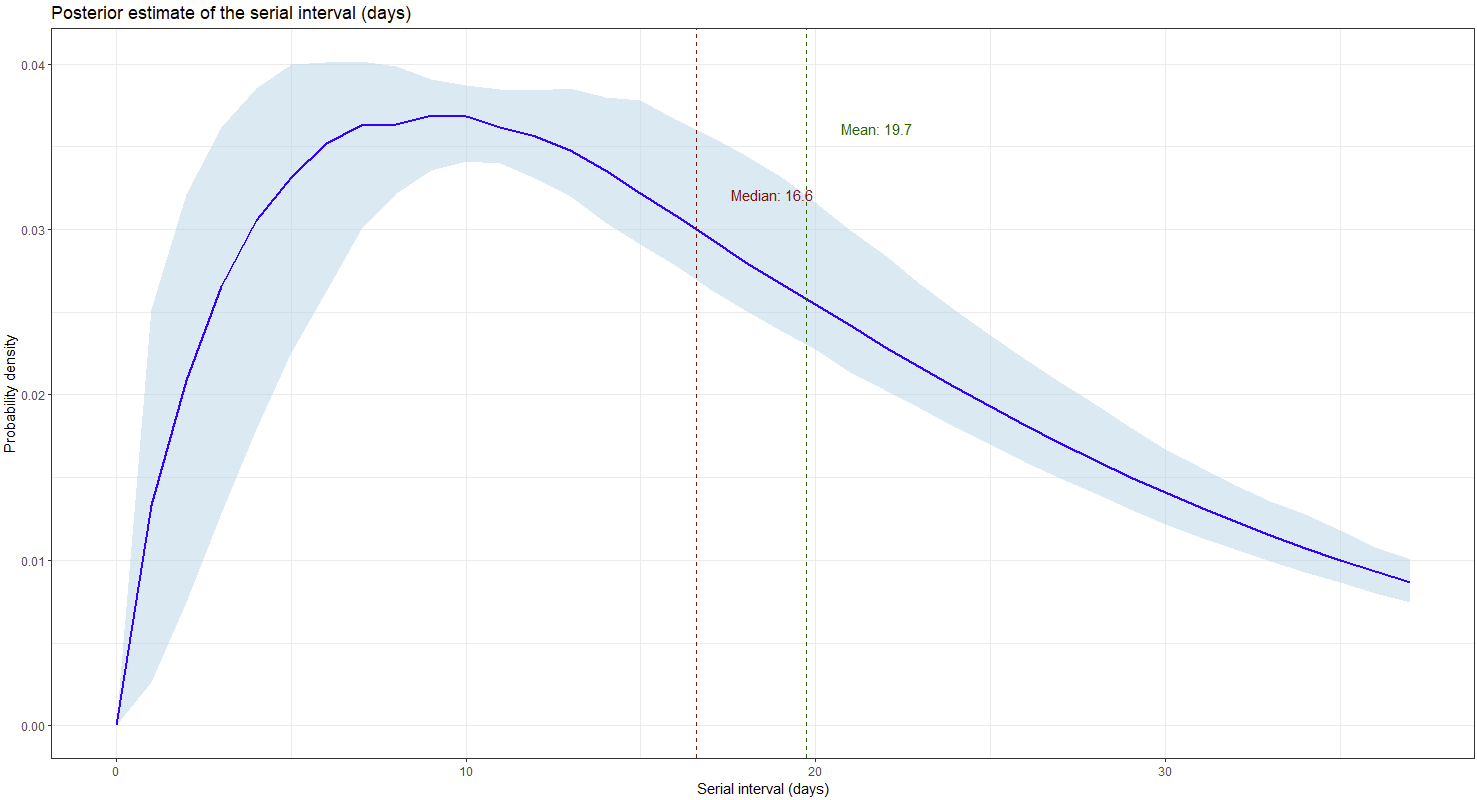 Posterior estimate of the serial interval (days)
0.04
Mean: 19.7
Median: 16.6
0.03
Probability density
0.02
0.01
0.00
0 10 20 30
Serial interval (days)